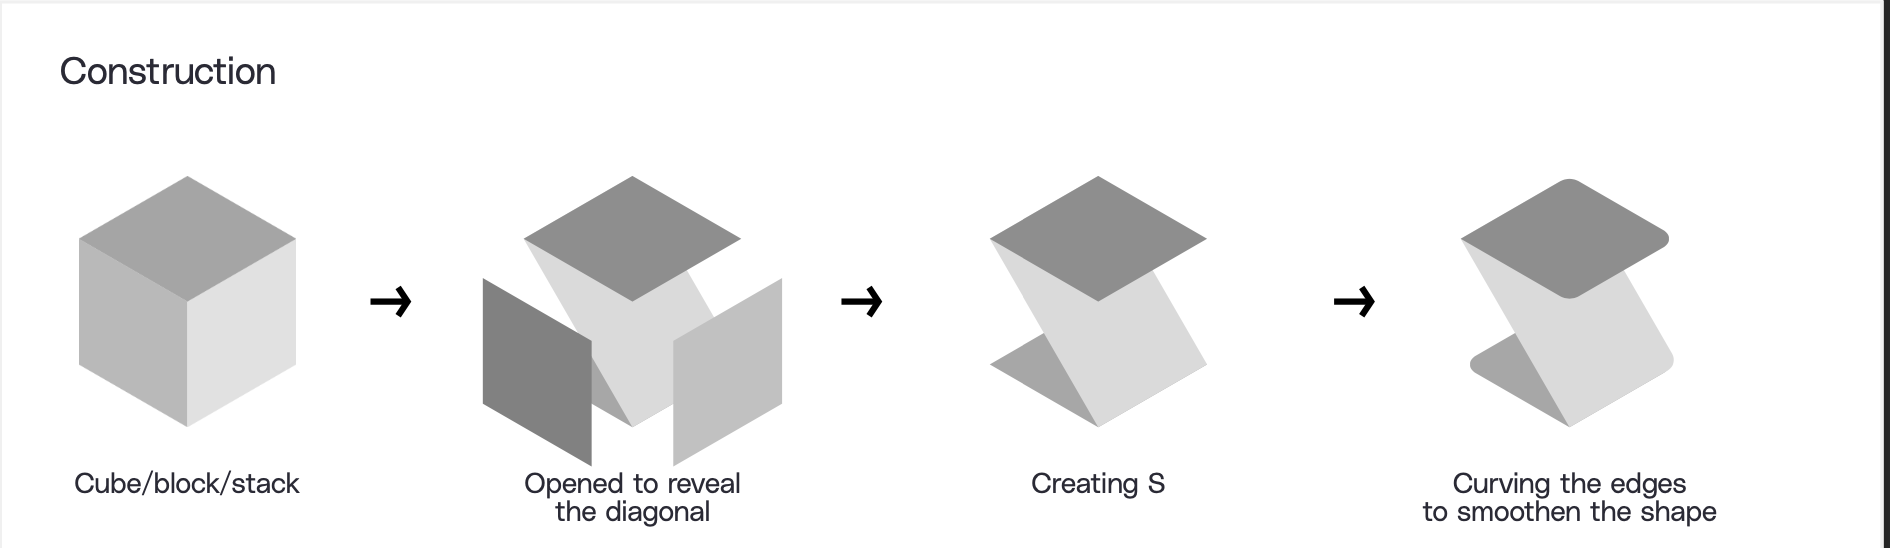 Construction
Cube/block/stack
Opened to reveal
the diagonal
Creating S
Curving the edges
to smoothen the shape